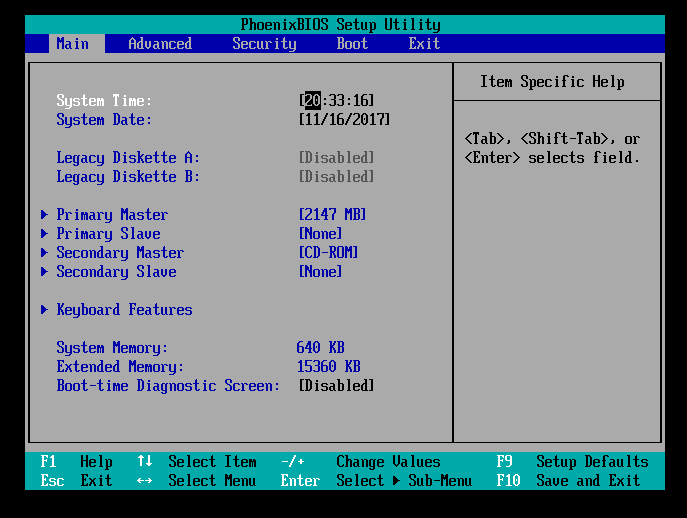 PhoenixBIOS Setup Utility
Main Advanced Security Boot Exit
Item Specific Help
System Time: [20:33:16]
System Date: [11/16/2017]
<Tab>, <Shift-Tab>, or
<Enter> selects field.
Legacy Diskette A: [Disabled]
Legacy Diskette B: [Disabled]
Primary Master [2147 MB]
Primary Slave [None]
Secondary Master [CD-ROM]
Secondary Slave [None]
Keyboard Features
System Memory: 640 KB
Extended Memory: 15360 KB
Boot-time Diagnostic Screen: [Disabled]
F1 Help ↑↓ Select Item -/+ Change Values F9 Setup Defaults
Esc Exit ↔ Select Menu Enter Select ▶ Sub-Menu F10 Save and Exit